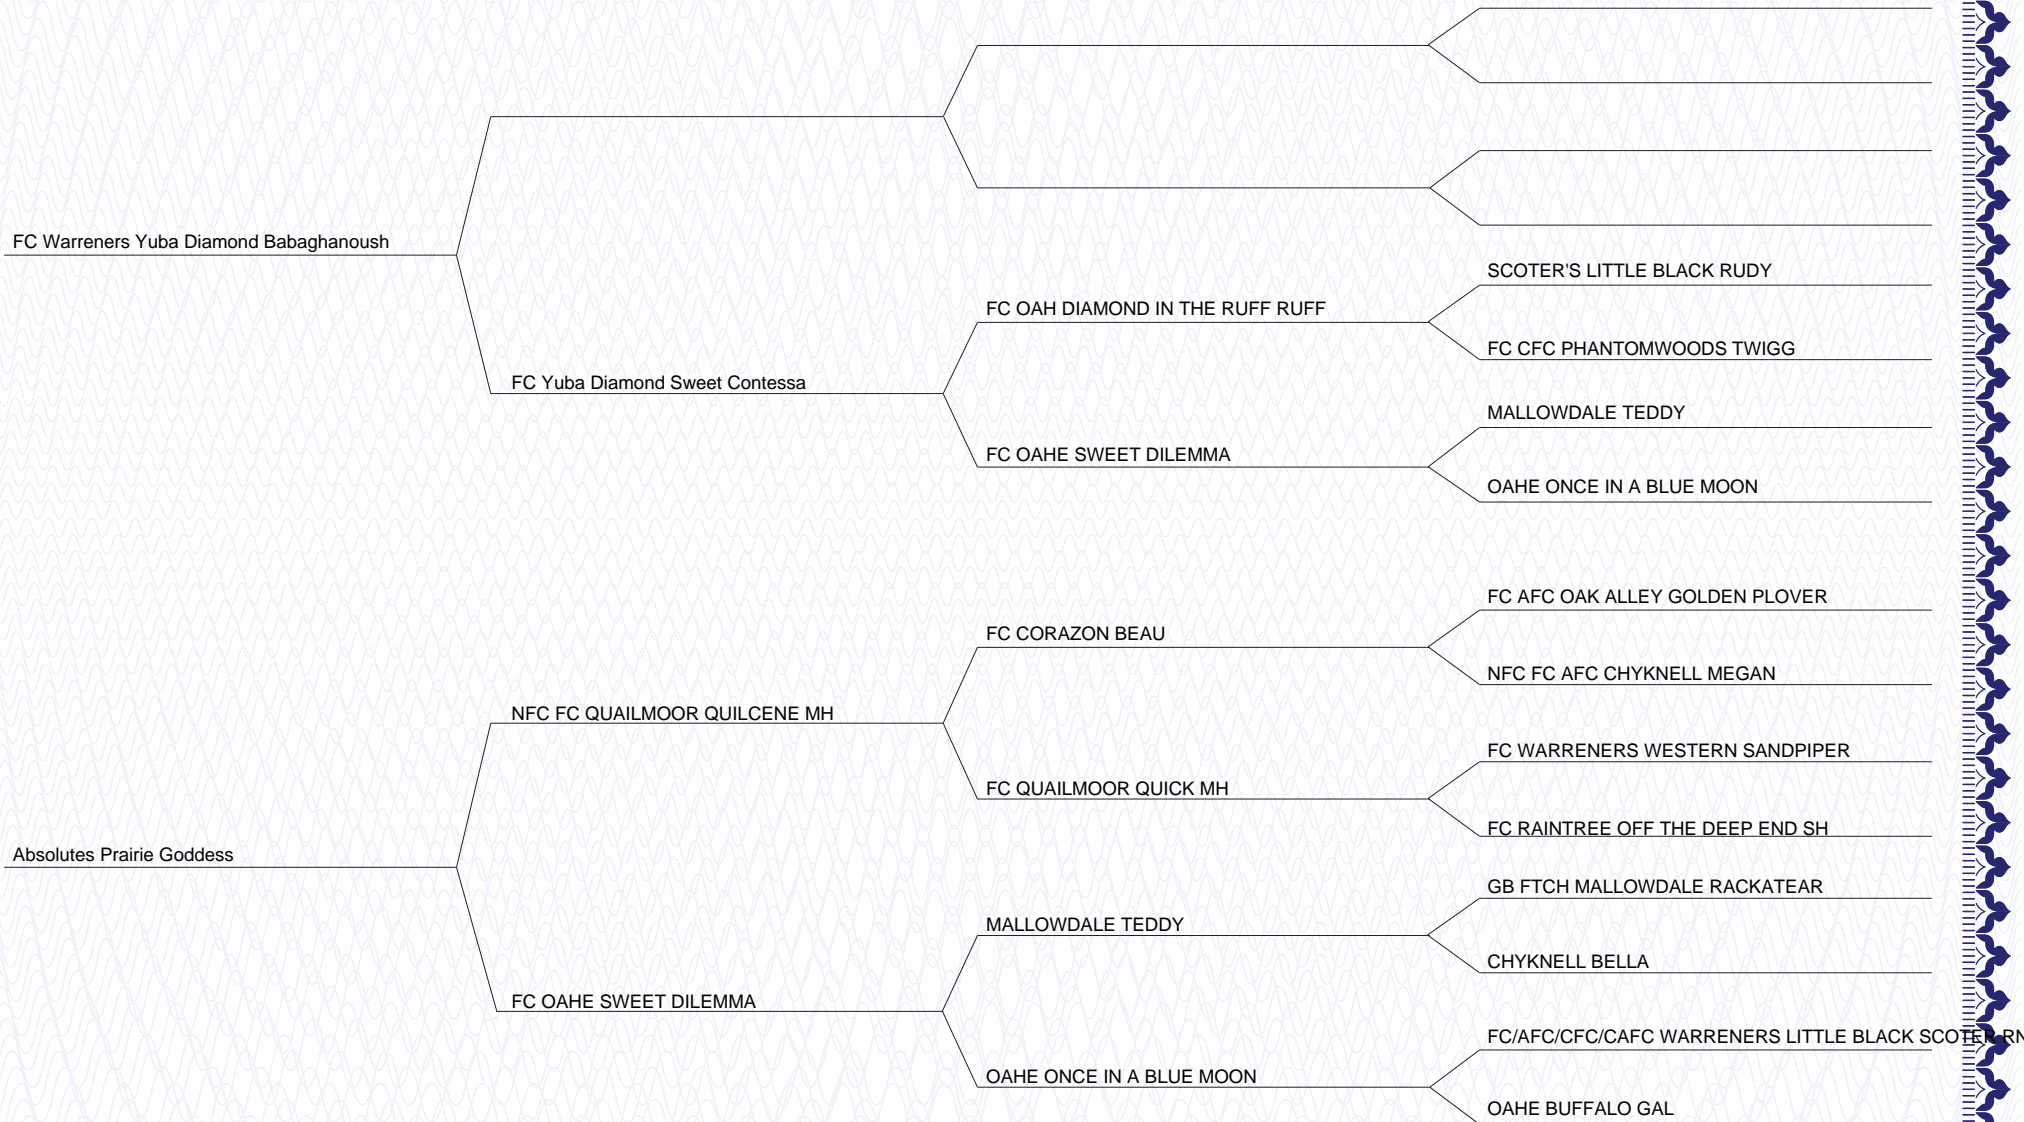 FC Warreners Yuba Diamond Babaghanoush
SCOTER'S LITTLE BLACK RUDY
FC OAH DIAMOND IN THE RUFF RUFF
FC CFC PHANTOMWOODS TWIGG
FC Yuba Diamond Sweet Contessa
MALLOWDALE TEDDY
FC OAHE SWEET DILEMMA
OAHE ONCE IN A BLUE MOON
FC AFC OAK ALLEY GOLDEN PLOVER
FC CORAZON BEAU
NFC FC AFC CHYKNELL MEGAN
NFC FC QUAILMOOR QUILCENE MH
FC WARRENERS WESTERN SANDPIPER
FC QUAILMOOR QUICK MH
FC RAINTREE OFF THE DEEP END SH
Absolutes Prairie Goddess
GB FTCH MALLOWDALE RACKATEAR
MALLOWDALE TEDDY
CHYKNELL BELLA
FC OAHE SWEET DILEMMA
FC/AFC/CFC/CAFC WARRENERS LITTLE BLACK SCOTER RN
OAHE ONCE IN A BLUE MOON
OAHE BUFFALO GAL